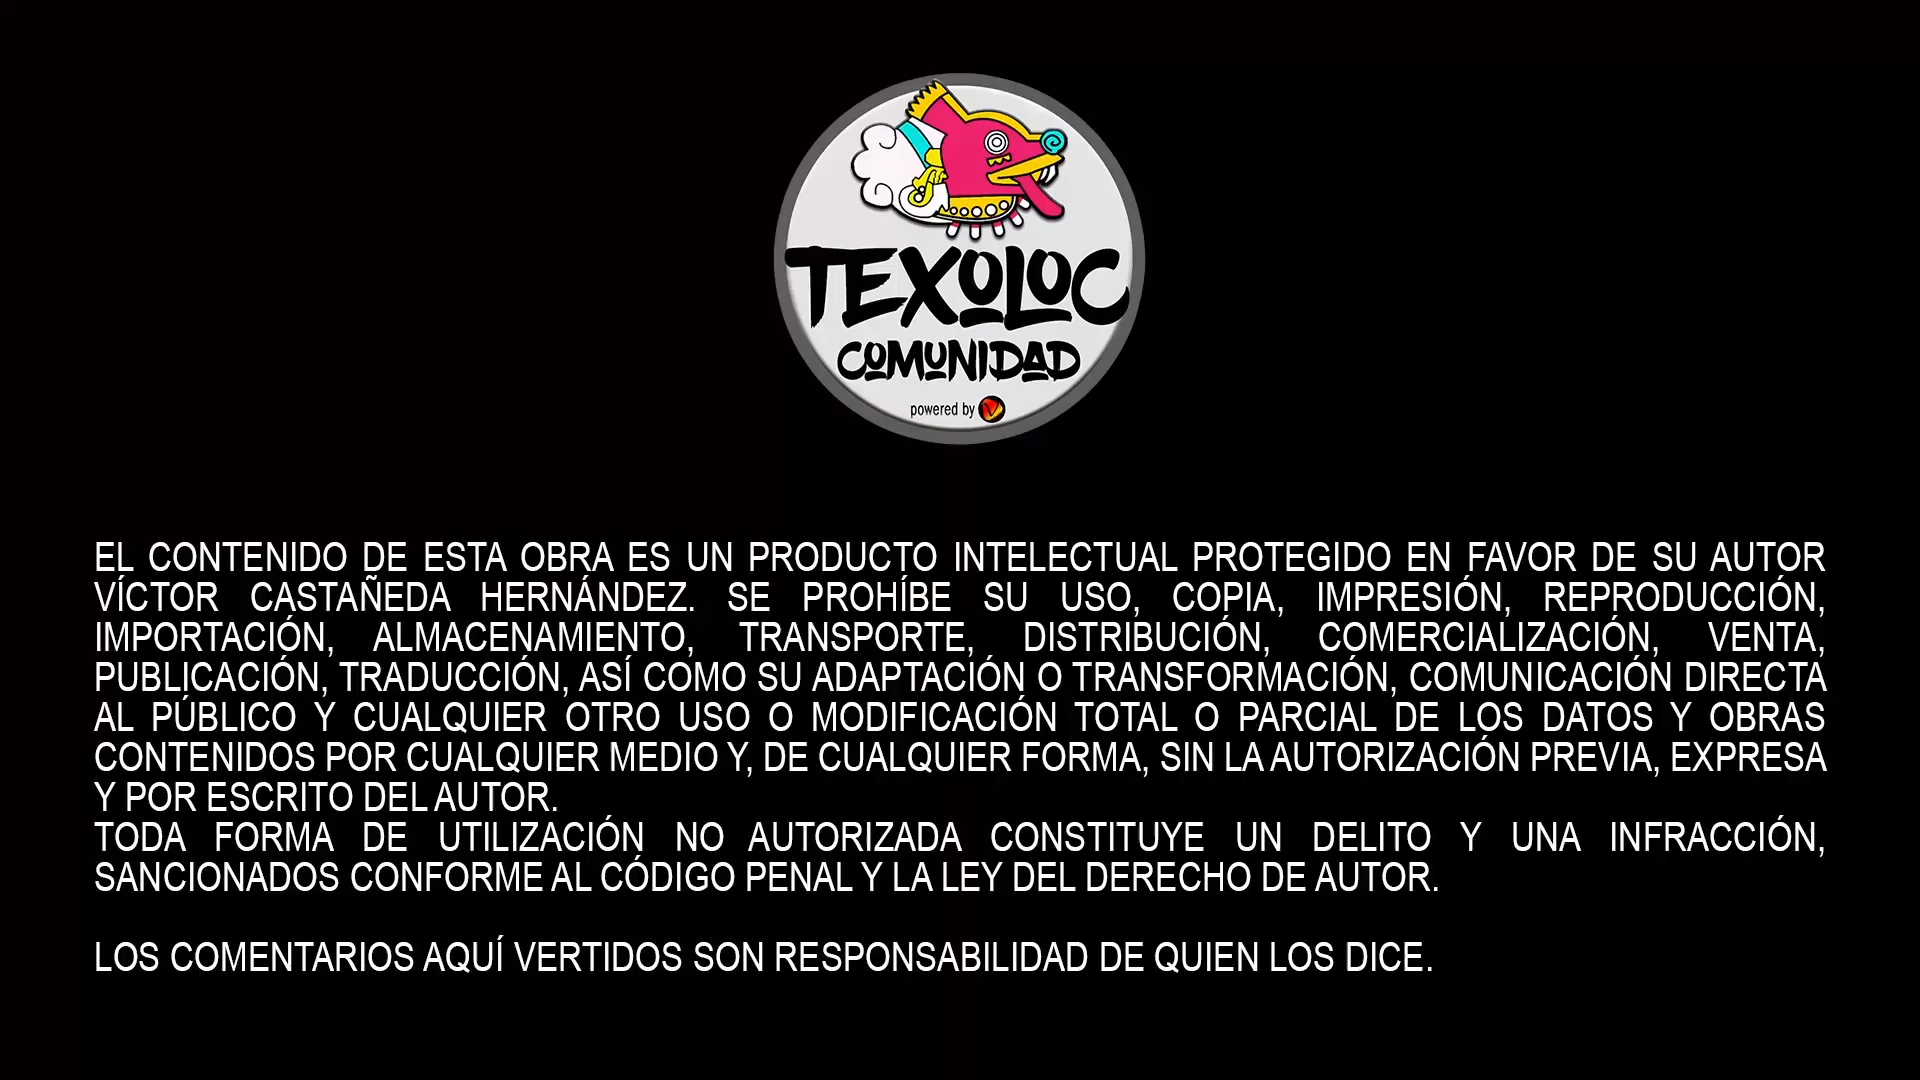 TEXOLOC
COMUNIDAD
powered by V
EL CONTENIDO DE ESTA OBRA ES UN PRODUCTO INTELECTUAL PROTEGIDO EN FAVOR DE SU AUTOR
VÍCTOR CASTAÑEDA HERNÁNDEZ. SE PROHÍBE SU USO, COPIA, IMPRESIÓN, REPRODUCCIÓN,
IMPORTACIÓN, ALMACENAMIENTO, TRANSPORTE, DISTRIBUCIÓN, COMERCIALIZACIÓN, VENTA,
PUBLICACIÓN, TRADUCCIÓN, ASÍ COMO SU ADAPTACIÓN O TRANSFORMACIÓN, COMUNICACIÓN DIRECTA
AL PÚBLICO Y CUALQUIER OTRO USO O MODIFICACIÓN TOTAL O PARCIAL DE LOS DATOS Y OBRAS
CONTENIDOS POR CUALQUIER MEDIO Y, DE CUALQUIER FORMA, SIN LA AUTORIZACIÓN PREVIA, EXPRESA
Y POR ESCRITO DEL AUTOR.
TODA FORMA DE UTILIZACIÓN NO AUTORIZADA CONSTITUYE UN DELITO Y UNA INFRACCIÓN,
SANCIONADOS CONFORME AL CÓDIGO PENAL Y LA LEY DEL DERECHO DE AUTOR.
LOS COMENTARIOS AQUÍ VERTIDOS SON RESPONSABILIDAD DE QUIEN LOS DICE.